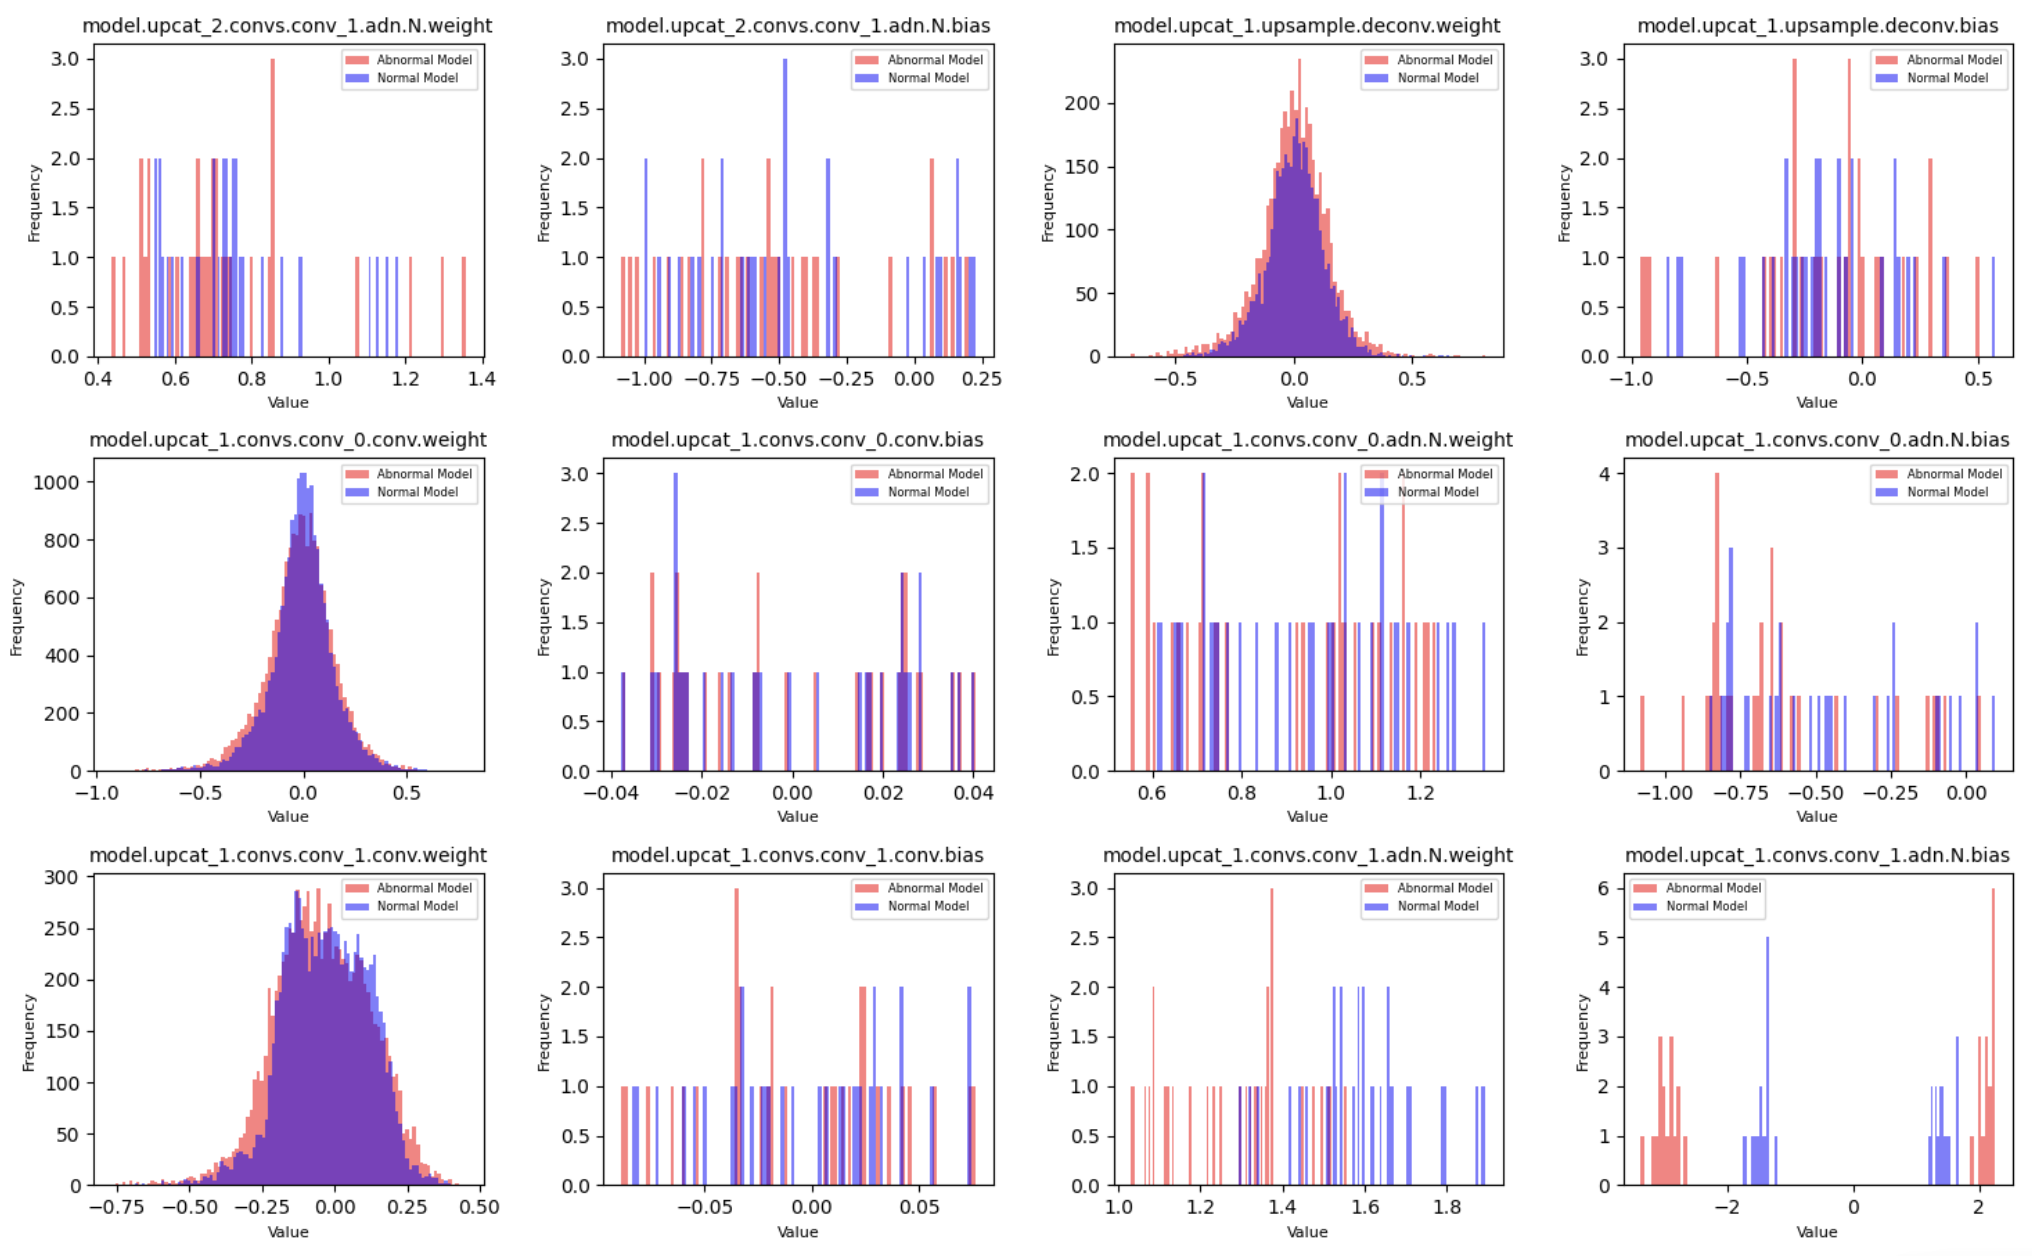 model.upcat_2.convs.conv_1.adn.N.weight
Frequency
3.0
2.5
2.0
1.5
1.0
0.5
0.0
Abnormal Model
Normal Model
0.4 0.6 0.8 1.0 1.2 1.4
Value
model.upcat_2.convs.conv_1.adn.N.bias
Frequency
3.0
2.5
2.0
1.5
1.0
0.5
0.0
Abnormal Model
Normal Model
−1.00 −0.75 −0.50 −0.25 0.00 0.25
Value
model.upcat_1.upsample.deconv.weight
Frequency
200
150
100
50
0
Abnormal Model
Normal Model
−0.5 0.0 0.5
Value
model.upcat_1.upsample.deconv.bias
Frequency
3.0
2.5
2.0
1.5
1.0
0.5
0.0
Abnormal Model
Normal Model
−1.0 −0.5 0.0 0.5
Value
model.upcat_1.convs.conv_0.conv.weight
Frequency
1000
800
600
400
200
0
Abnormal Model
Normal Model
−1.0 −0.5 0.0 0.5
Value
model.upcat_1.convs.conv_0.conv.bias
Frequency
3.0
2.5
2.0
1.5
1.0
0.5
0.0
Abnormal Model
Normal Model
−0.04 −0.02 0.00 0.02 0.04
Value
model.upcat_1.convs.conv_0.adn.N.weight
Frequency
2.0
1.5
1.0
0.5
0.0
Abnormal Model
Normal Model
0.6 0.8 1.0 1.2
Value
model.upcat_1.convs.conv_0.adn.N.bias
Frequency
4
3
2
1
0
Abnormal Model
Normal Model
−1.00 −0.75 −0.50 −0.25 0.00
Value
model.upcat_1.convs.conv_1.conv.weight
Frequency
300
250
200
150
100
50
0
Abnormal Model
Normal Model
−0.75 −0.50 −0.25 0.00 0.25 0.50
Value
model.upcat_1.convs.conv_1.conv.bias
Frequency
3.0
2.5
2.0
1.5
1.0
0.5
0.0
Abnormal Model
Normal Model
−0.05 0.00 0.05
Value
model.upcat_1.convs.conv_1.adn.N.weight
Frequency
3.0
2.5
2.0
1.5
1.0
0.5
0.0
Abnormal Model
Normal Model
1.0 1.2 1.4 1.6 1.8
Value
model.upcat_1.convs.conv_1.adn.N.bias
Frequency
6
5
4
3
2
1
0
Abnormal Model
Normal Model
−2 0 2
Value